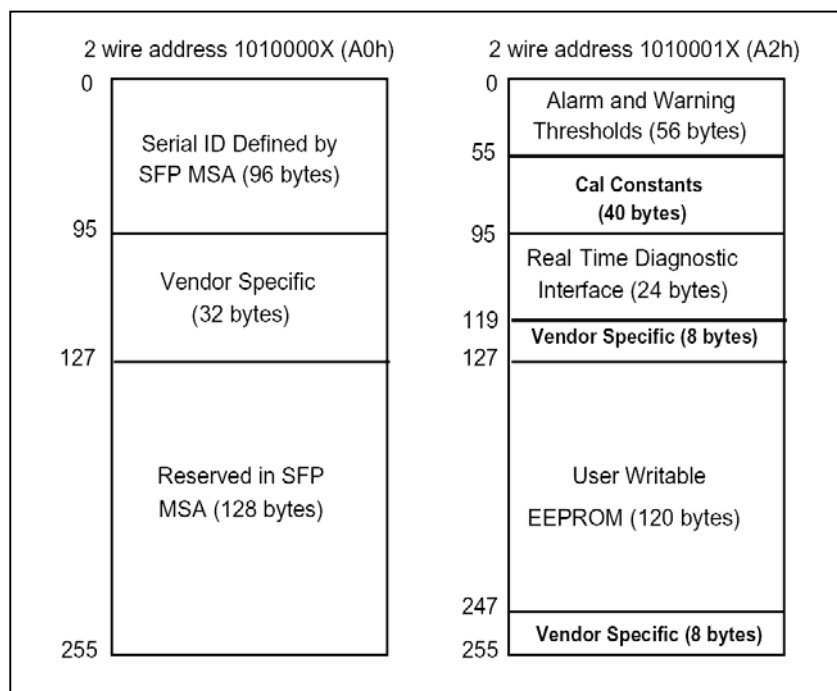 2 wire address 1010000X (A0h)
0
Serial ID Defined by
SFP MSA (96 bytes)
95
Vendor Specific
(32 bytes)
127
Reserved in SFP
MSA (128 bytes)
255
2 wire address 1010001X (A2h)
0
Alarm and Warning
Thresholds (56 bytes)
55
Cal Constants
(40 bytes)
95
Real Time Diagnostic
Interface (24 bytes)
119
Vendor Specific (8 bytes)
127
User Writable
EEPROM (120 bytes)
247
Vendor Specific (8 bytes)
255